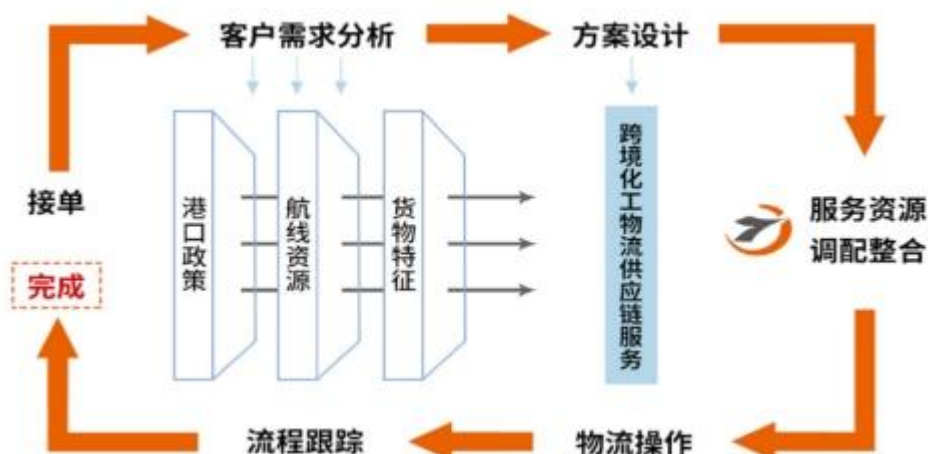 客户需求分析
方案设计
接单
港口政策
航线资源
货物特征
跨境化工物流供应链服务
服务资源
调配整合
完成
流程跟踪
物流操作